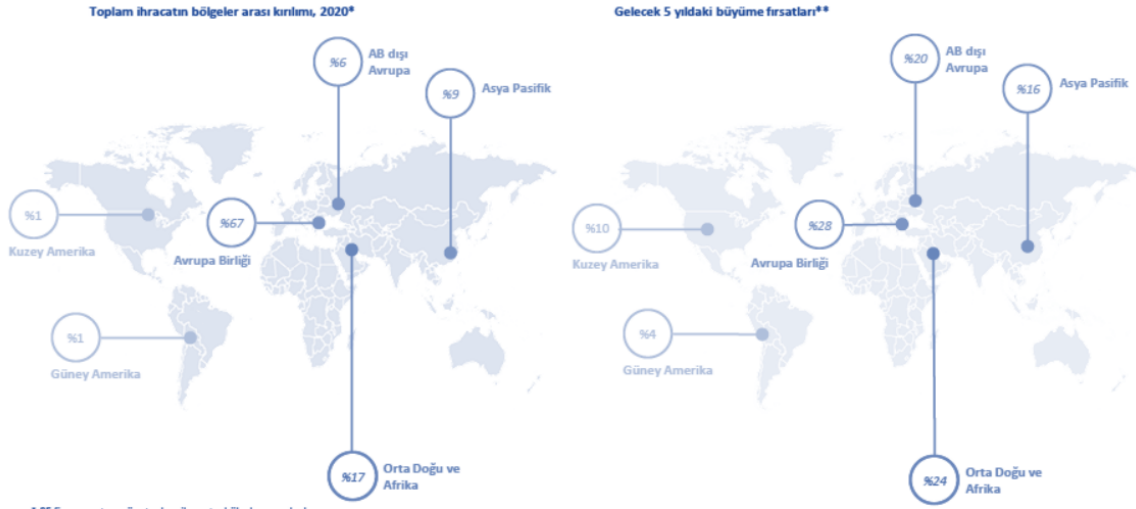 Toplam ihracatın bölgeler arası kırılımı, 2020*
%6
AB dışı
Avrupa
%9
Asya Pasifik
%1
Kuzey Amerika
%67
Avrupa Birliği
%1
Güney Amerika
%17
Orta Doğu ve
Afrika
Gelecek 5 yıldaki büyüme fırsatları**
%20
AB dışı
Avrupa
%16
Asya Pasifik
%10
Kuzey Amerika
%28
Avrupa Birliği
%4
Güney Amerika
%24
Orta Doğu ve
Afrika